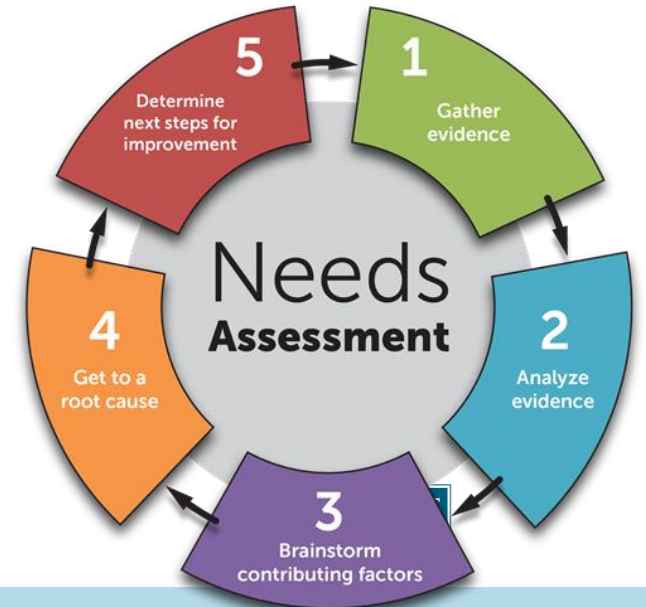 Needs
Assessment
1
Gather
evidence
2
Analyze
evidence
3
Brainstorm
contributing factors
4
Get to a
root cause
5
Determine
next steps for
improvement